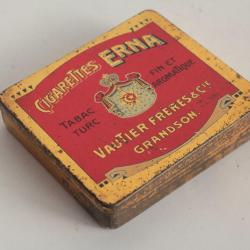 CIGARETTES ERNA
TABAC TURC
FIN ET AROMATIQUE
VAUTIER FRÈRES & CIE
GRANDSON.